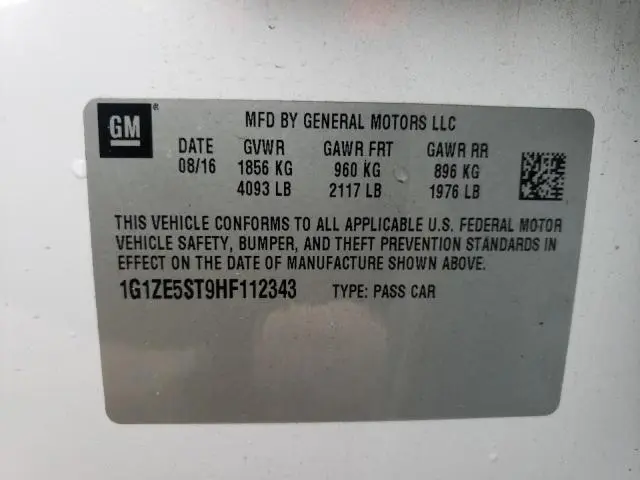 GM®
MFD BY GENERAL MOTORS LLC
DATE GVWR GAWR FRT GAWR RR
08/16 1856 KG 960 KG 896 KG
4093 LB 2117 LB 1976 LB
THIS VEHICLE CONFORMS TO ALL APPLICABLE U.S. FEDERAL MOTOR
VEHICLE SAFETY, BUMPER, AND THEFT PREVENTION STANDARDS IN
EFFECT ON THE DATE OF MANUFACTURE SHOWN ABOVE.
1G1ZE5ST9HF112343 TYPE: PASS CAR